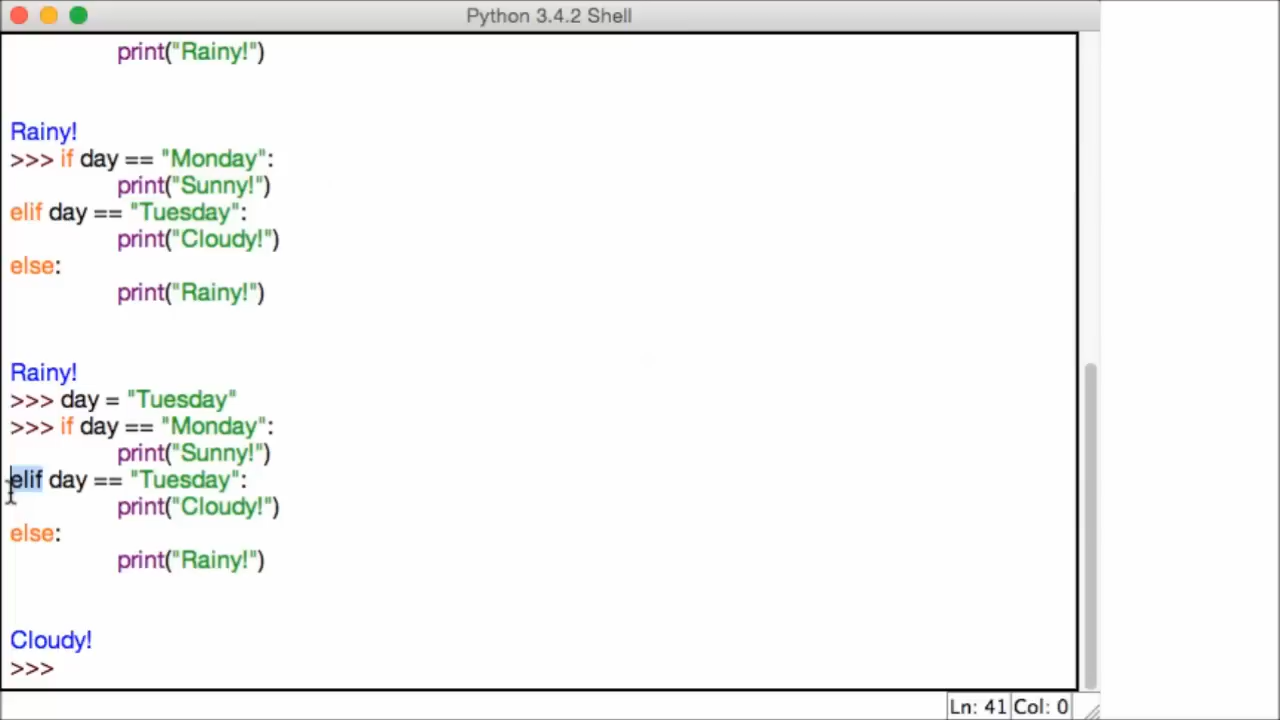 Python 3.4.2 Shell
print("Rainy!")
Rainy!
>>> if day == "Monday":
print("Sunny!")
elif day == "Tuesday":
print("Cloudy!")
else:
print("Rainy!")
Rainy!
>>> day = "Tuesday"
>>> if day == "Monday":
print("Sunny!")
elif day == "Tuesday":
print("Cloudy!")
else:
print("Rainy!")
Cloudy!
>>>
Ln: 41 Col: 0